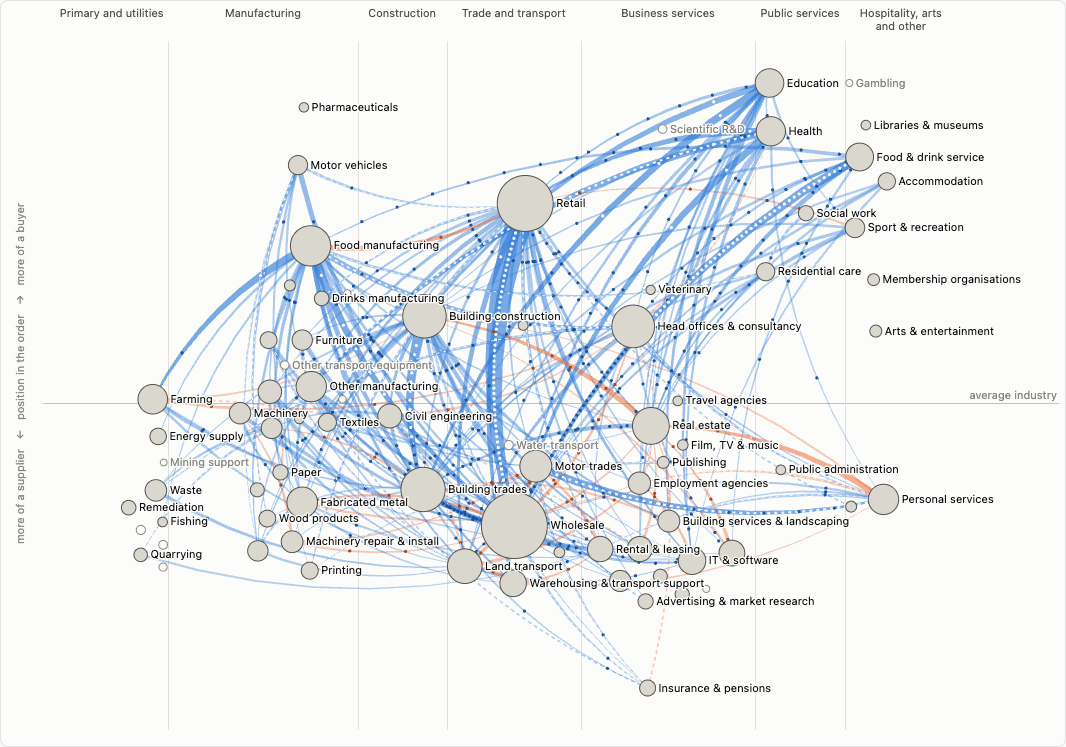 Primary and utilities
Manufacturing
Construction
Trade and transport
Business services
Public services
Hospitality, arts
and other
more of a supplier ← position in the order → more of a buyer
Education
Gambling
Pharmaceuticals
Scientific R&D
Health
Libraries & museums
Motor vehicles
Food & drink service
Accommodation
Retail
Social work
Sport & recreation
Food manufacturing
Residential care
Membership organisations
Veterinary
Drinks manufacturing
Building construction
Head offices & consultancy
Arts & entertainment
Furniture
Other transport equipment
Other manufacturing
average industry
Farming
Travel agencies
Machinery
Textiles
Civil engineering
Real estate
Energy supply
Water transport
Film, TV & music
Mining support
Publishing
Motor trades
Public administration
Paper
Employment agencies
Waste
Building trades
Personal services
Remediation
Fabricated metal
Fishing
Wood products
Wholesale
Building services & landscaping
Machinery repair & install
Rental & leasing
Quarrying
IT & software
Land transport
Printing
Warehousing & transport support
Advertising & market research
Insurance & pensions